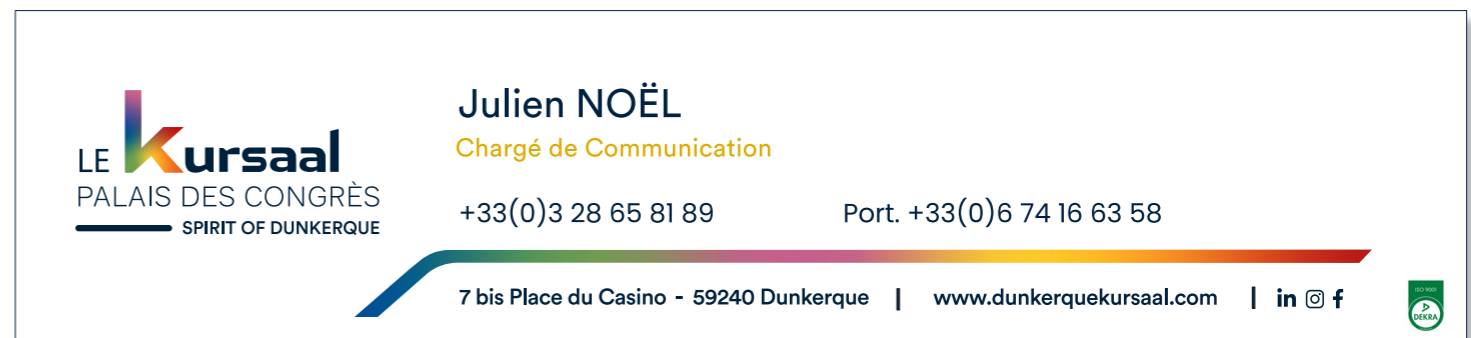 LE Kursaal
PALAIS DES CONGRÈS
SPIRIT OF DUNKERQUE
Julien NOËL
Chargé de Communication
+33(0)3 28 65 81 89 Port. +33(0)6 74 16 63 58
7 bis Place du Casino - 59240 Dunkerque | www.dunkerquekursaal.com | in f
ISO 9001
DEKRA